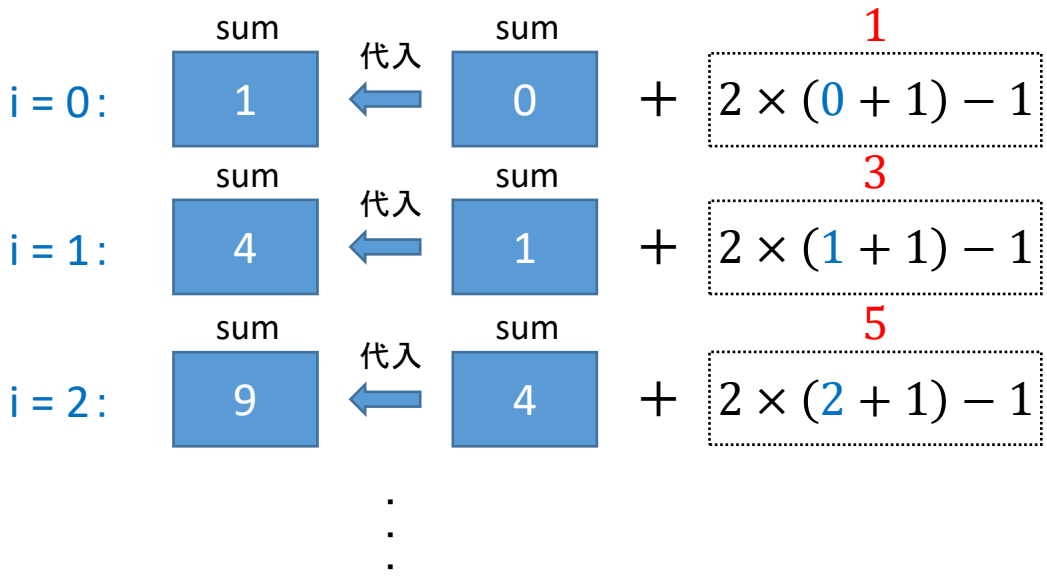 sum sum 1
i = 0: 1 代入 0 + 2 × (0 + 1) − 1
sum sum 3
i = 1: 4 代入 1 + 2 × (1 + 1) − 1
sum sum 5
i = 2: 9 代入 4 + 2 × (2 + 1) − 1
.
.
.